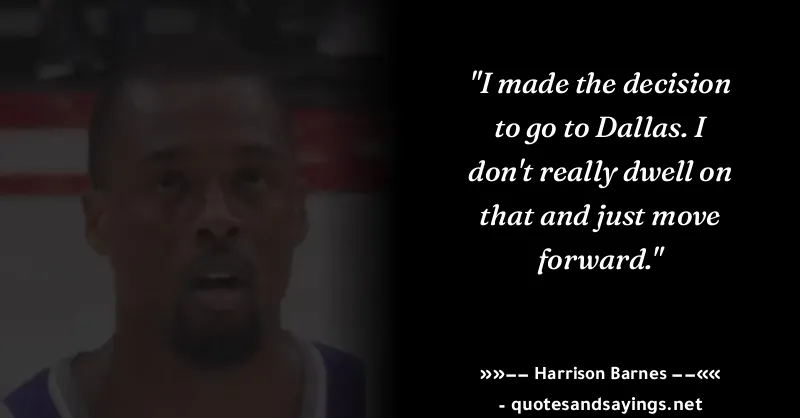 "I made the decision
to go to Dallas. I
don't really dwell on
that and just move
forward."
»»−− Harrison Barnes −−««
- quotesandsayings.net